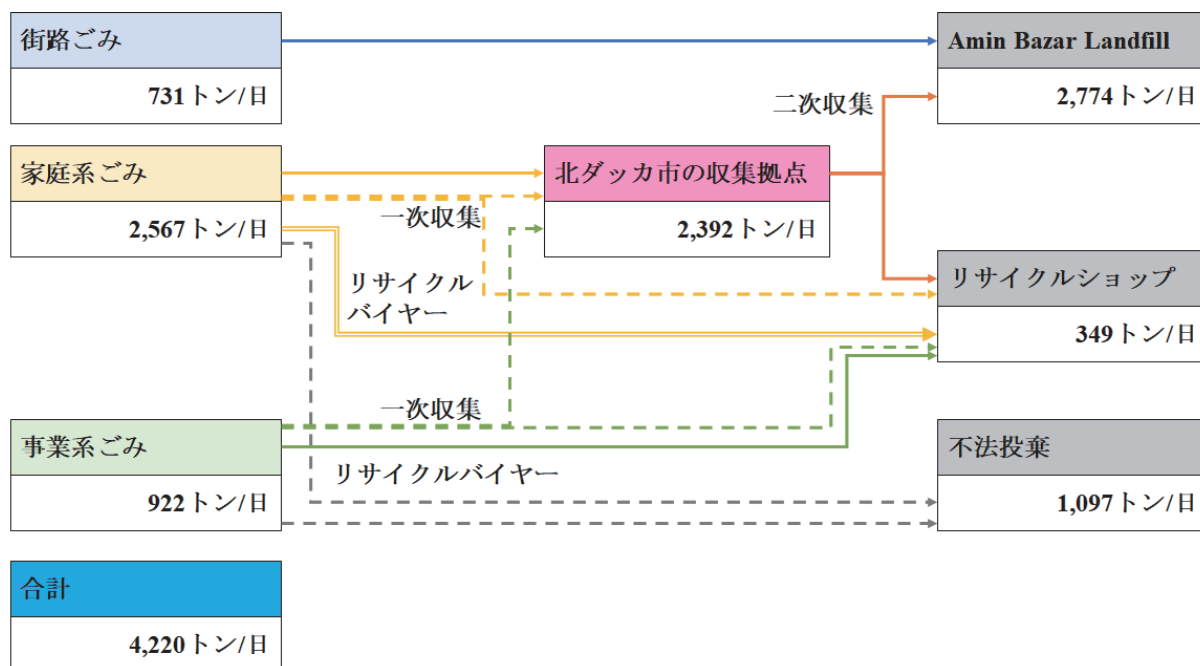 街路ごみ
731トン/日
Amin Bazar Landfill
2,774トン/日
二次収集
家庭系ごみ
2,567トン/日
一次収集
北ダッカ市の収集拠点
2,392トン/日
リサイクル
バイヤー
リサイクルショップ
349トン/日
一次収集
事業系ごみ
922トン/日
リサイクルバイヤー
不法投棄
1,097トン/日
合計
4,220トン/日